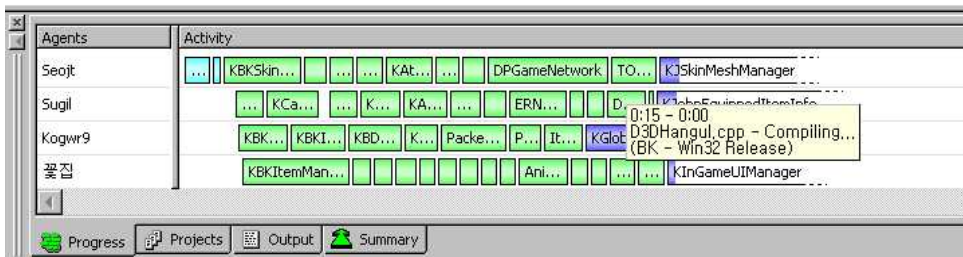 Agents Activity
Seojt ... KBKSkin... ... ... KAt... ... DPGameNetwork TO... KJSkinMeshManager
Sugil ... KCa... ... K... KA... ... ERN... D...
Kogwr9 KBK... KBKI... KBD... K... Packe... P... It... KGlob
꽃집 KBKItemMan... Ani... ... ... KInGameUIManager
0:15 - 0:00
D3DHangul.cpp - Compiling...
(BK - Win32 Release)
Progress Projects Output Summary